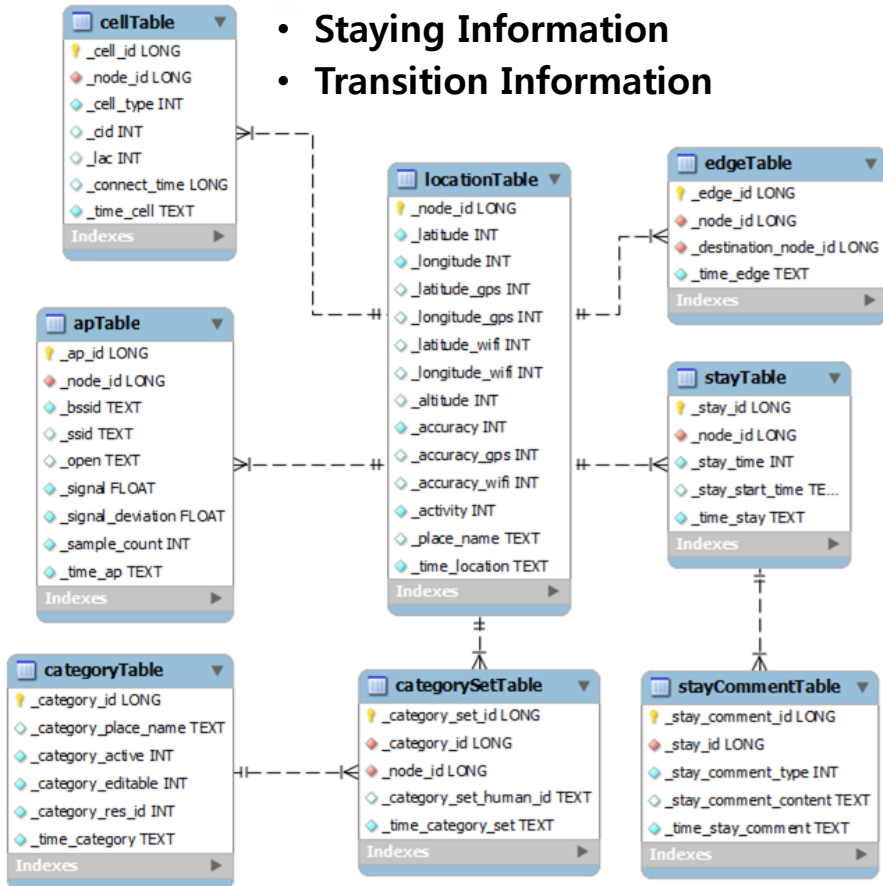 • Staying Information
• Transition Information
cellTable
_cell_id LONG
_node_id LONG
_cell_type INT
_cid INT
_lac INT
_connect_time LONG
_time_cell TEXT
Indexes
locationTable
_node_id LONG
_latitude INT
_longitude INT
_latitude_gps INT
_longitude_gps INT
_latitude_wifi INT
_longitude_wifi INT
_altitude INT
_accuracy INT
_accuracy_gps INT
_accuracy_wifi INT
_activity INT
_place_name TEXT
_time_location TEXT
Indexes
edgeTable
_edge_id LONG
_node_id LONG
_destination_node_id LONG
_time_edge TEXT
Indexes
apTable
_ap_id LONG
_node_id LONG
_bssid TEXT
_ssid TEXT
_open TEXT
_signal FLOAT
_signal_deviation FLOAT
_sample_count INT
_time_ap TEXT
Indexes
stayTable
_stay_id LONG
_node_id LONG
_stay_time INT
_stay_start_time TE...
_time_stay TEXT
Indexes
categoryTable
_category_id LONG
_category_place_name TEXT
_category_active INT
_category_editable INT
_category_res_id INT
_time_category TEXT
Indexes
categorySetTable
_category_set_id LONG
_category_id LONG
_node_id LONG
_category_set_human_id TEXT
_time_category_set TEXT
Indexes
stayCommentTable
_stay_comment_id LONG
_stay_id LONG
_stay_comment_type INT
_stay_comment_content TEXT
_time_stay_comment TEXT
Indexes